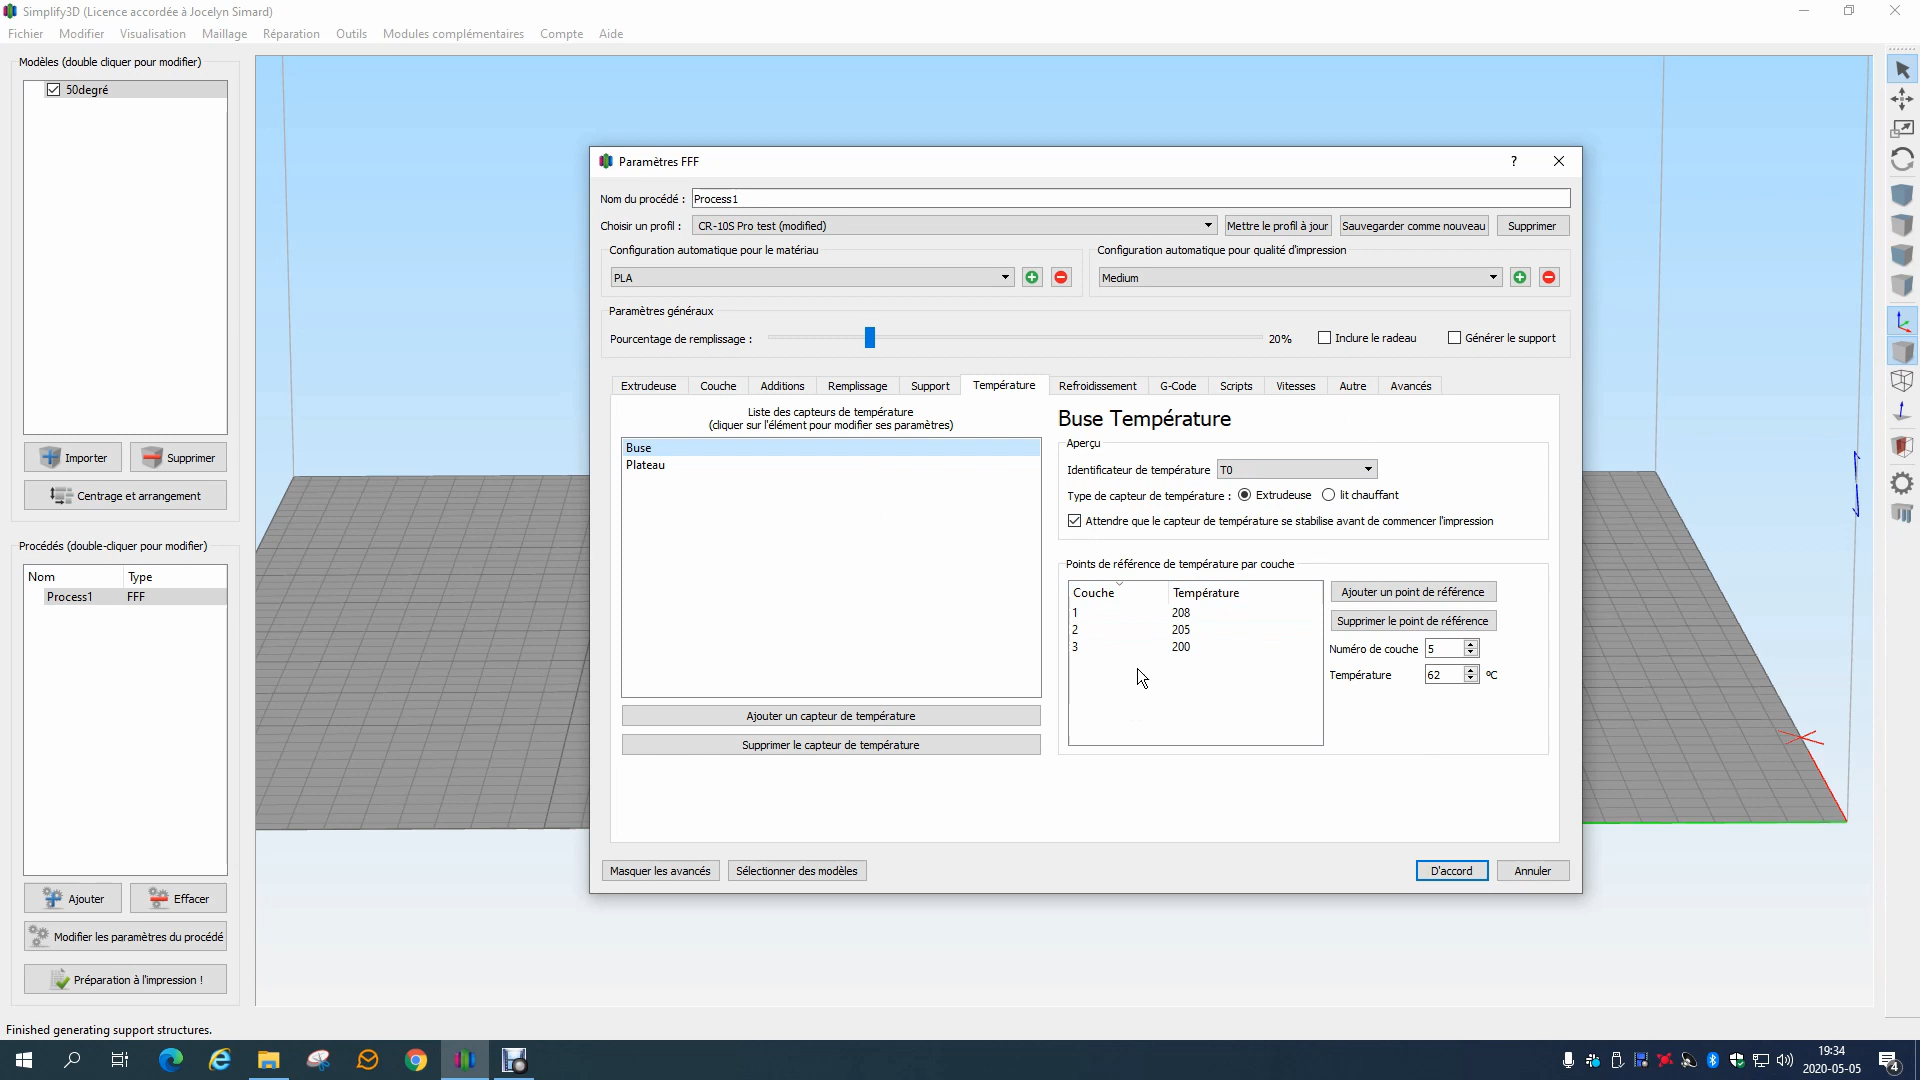 Simplify3D (Licence accordée à Jocelyn Simard)
Fichier Modifier Visualisation Maillage Réparation Outils Modules complémentaires Compte Aide
Modèles (double cliquer pour modifier)
50degré
Importer Supprimer
Centrage et arrangement
Procédés (double-cliquer pour modifier)
Nom Type
Process1 FFF
Ajouter Effacer
Modifier les paramètres du procédé
Préparation à l'impression !
Finished generating support structures.
Paramètres FFF
Nom du procédé : Process1
Choisir un profil : CR-10S Pro test (modified) Mettre le profil à jour Sauvegarder comme nouveau Supprimer
Configuration automatique pour le matériau Configuration automatique pour qualité d'impression
PLA Medium
Paramètres généraux
Pourcentage de remplissage : 20% Inclure le radeau Générer le support
Extrudeuse Couche Additions Remplissage Support Température Refroidissement G-Code Scripts Vitesses Autre Avancés
Liste des capteurs de température
(cliquer sur l'élément pour modifier ses paramètres)
Buse
Plateau
Ajouter un capteur de température
Supprimer le capteur de température
Buse Température
Aperçu
Identificateur de température T0
Type de capteur de température : Extrudeuse lit chauffant
Attendre que le capteur de température se stabilise avant de commencer l'impression
Points de référence de température par couche
Couche Température
1 208
2 205
3 200
Ajouter un point de référence
Supprimer le point de référence
Numéro de couche 5
Température 62 ºC
Masquer les avancés Sélectionner des modèles D'accord Annuler
19:34
2020-05-05
4